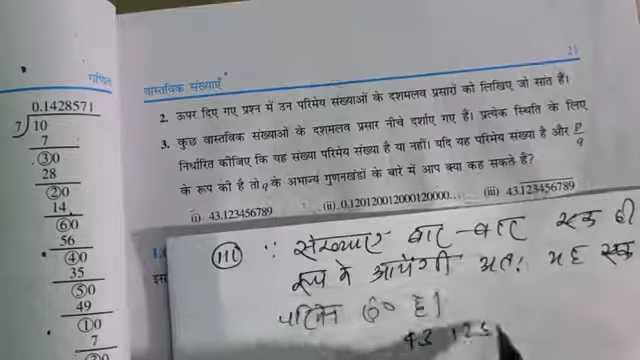 गणित
0.1428571
7 10
7
30
28
20
14
60
56
40
35
50
49
10
7
30
वास्तविक संख्याएँ
21
2. ऊपर दिए गए प्रश्न में उन परिमेय संख्याओं के दशमलव प्रसारों को लिखिए जो सांत हैं।
3. कुछ वास्तविक संख्याओं के दशमलव प्रसार नीचे दर्शाए गए हैं। प्रत्येक स्थिति के लिए
निर्धारित कीजिए कि यह संख्या परिमेय संख्या है या नहीं। यदि यह परिमेय संख्या है और p/q
के रूप की है तो q के अभाज्य गुणनखंडों के बारे में आप क्या कह सकते हैं?
(i) 43.123456789 (ii) 0.120120012000120000... (iii) 43.123456789
इस
(iii) ∵ संख्याएं बार-बार एक ही
रूप में आयेंगी अतः यह एक
है।
43 123